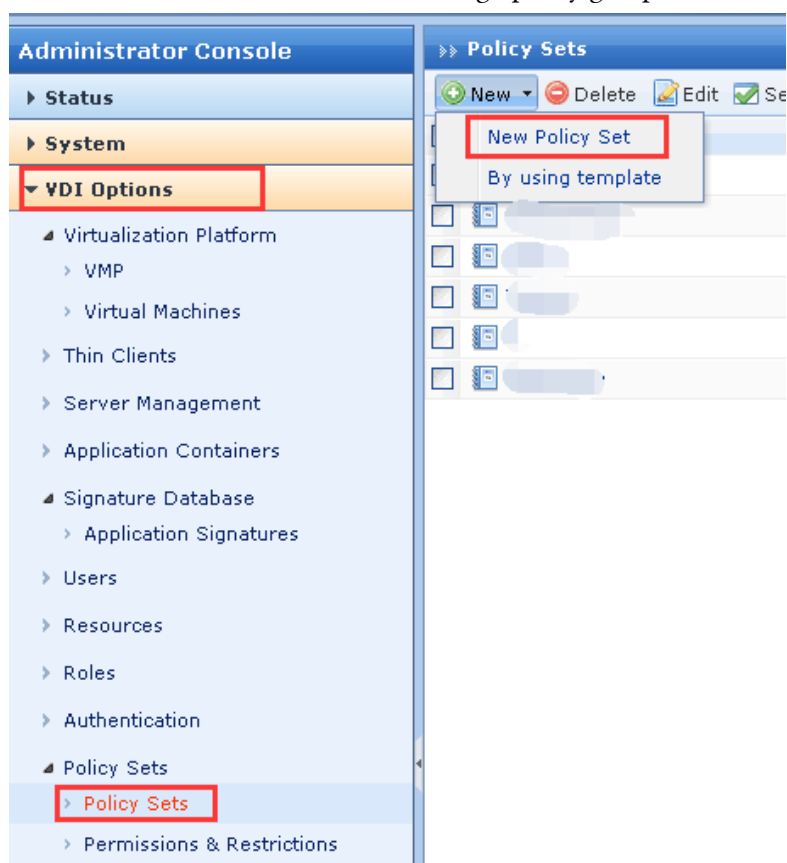 Administrator Console
Status
System
VDI Options
Virtualization Platform
VMP
Virtual Machines
Thin Clients
Server Management
Application Containers
Signature Database
Application Signatures
Users
Resources
Roles
Authentication
Policy Sets
Policy Sets
Permissions & Restrictions
Policy Sets
New Delete Edit Se
New Policy Set
By using template